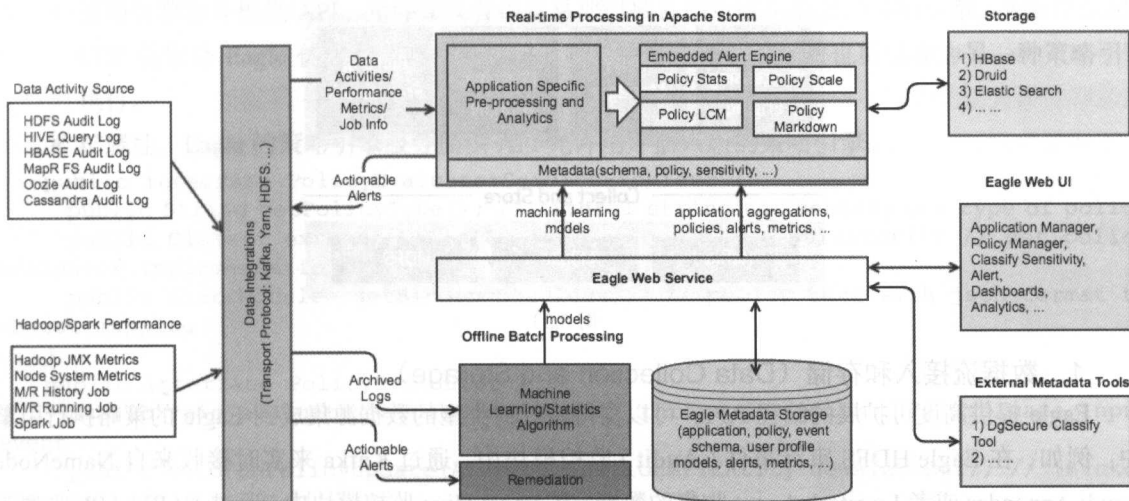 Real-time Processing in Apache Storm
Storage
Data Activity Source
HDFS Audit Log
HIVE Query Log
HBASE Audit Log
MapR FS Audit Log
Oozie Audit Log
Cassandra Audit Log
Hadoop/Spark Performance
Hadoop JMX Metrics
Node System Metrics
M/R History Job
M/R Running Job
Spark Job
Data Integrations
(Transport Protocol: Kafka, Yarn, HDFS. ...)
Data
Activities/
Performance
Metrics/
Job Info
Actionable
Alerts
Archived
Logs
Actionable
Alerts
Application Specific
Pre-processing and
Analytics
Embedded Alert Engine
Policy Stats
Policy Scale
Policy LCM
Policy
Markdown
Metadata(schema, policy, sensitivity, ...)
machine learning
models
application, aggregations,
policies, alerts, metrics, ...
Eagle Web Service
models
Offline Batch Processing
Machine
Learning/Statistics
Algorithm
Remediation
Eagle Metadata Storage
(application, policy, event
schema, user profile
models, alerts, metrics,...)
1) HBase
2) Druid
3) Elastic Search
4) ... ...
Eagle Web UI
Application Manager,
Policy Manager,
Classify Sensitivity,
Alert,
Dashboards,
Analytics, ...
External Metadata Tools
1) DgSecure Classify
Tool
2) ...